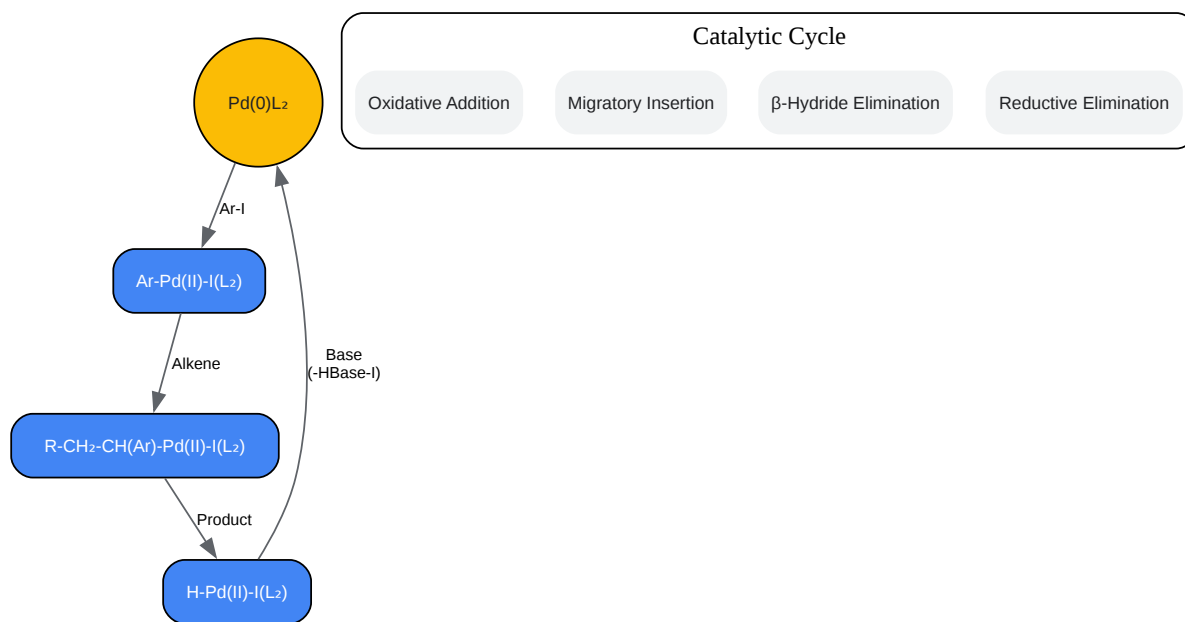 Catalytic Cycle
Pd(0)L₂
Oxidative Addition
Migratory Insertion
β-Hydride Elimination
Reductive Elimination
Ar-I
Ar-Pd(II)-I(L₂)
Alkene
Base
(-HBase-I)
R-CH₂-CH(Ar)-Pd(II)-I(L₂)
Product
H-Pd(II)-I(L₂)